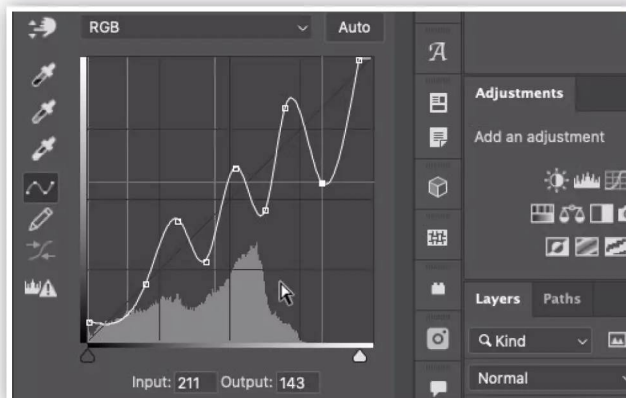 RGB
Auto
A
Adjustments
Add an adjustment
Layers Paths
Kind
Normal
Input: 211 Output: 143